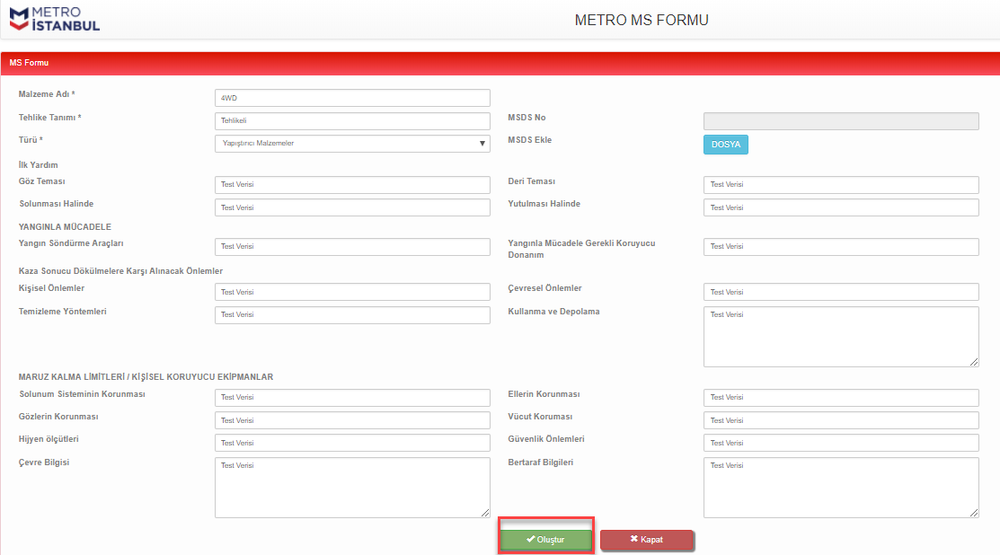 METRO
İSTANBUL
METRO MS FORMU
MS Formu
Malzeme Adı *
4WD
Tehlike Tanımı *
Tehlikeli
MSDS No
Türü *
Yapıştırıcı Malzemeler
MSDS Ekle
DOSYA
İlk Yardım
Göz Teması
Test Verisi
Deri Teması
Test Verisi
Solunması Halinde
Test Verisi
Yutulması Halinde
Test Verisi
YANGINLA MÜCADELE
Yangın Söndürme Araçları
Test Verisi
Yangınla Mücadele Gerekli Koruyucu
Donanım
Test Verisi
Kaza Sonucu Dökülmelere Karşı Alınacak Önlemler
Kişisel Önlemler
Test Verisi
Çevresel Önlemler
Test Verisi
Temizleme Yöntemleri
Test Verisi
Kullanma ve Depolama
Test Verisi
MARUZ KALMA LİMİTLERİ / KİŞİSEL KORUYUCU EKİPMANLAR
Solunum Sisteminin Korunması
Test Verisi
Ellerin Korunması
Test Verisi
Gözlerin Korunması
Test Verisi
Vücut Koruması
Test Verisi
Hijyen ölçütleri
Test Verisi
Güvenlik Önlemleri
Test Verisi
Çevre Bilgisi
Test Verisi
Bertaraf Bilgileri
Test Verisi
Oluştur
Kapat